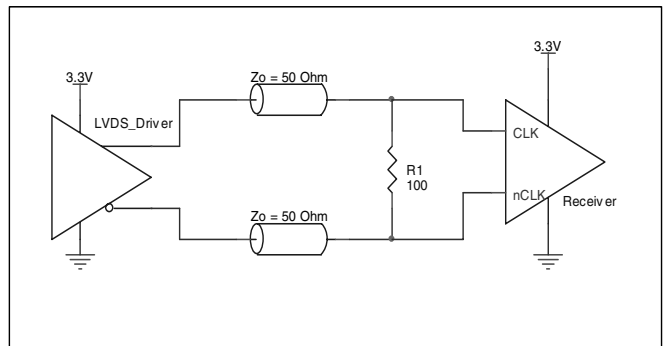 3.3V
3.3V
Zo = 50 Ohm
LVDS_Driver
CLK
R1
100
nCLK
Receiver
Zo = 50 Ohm